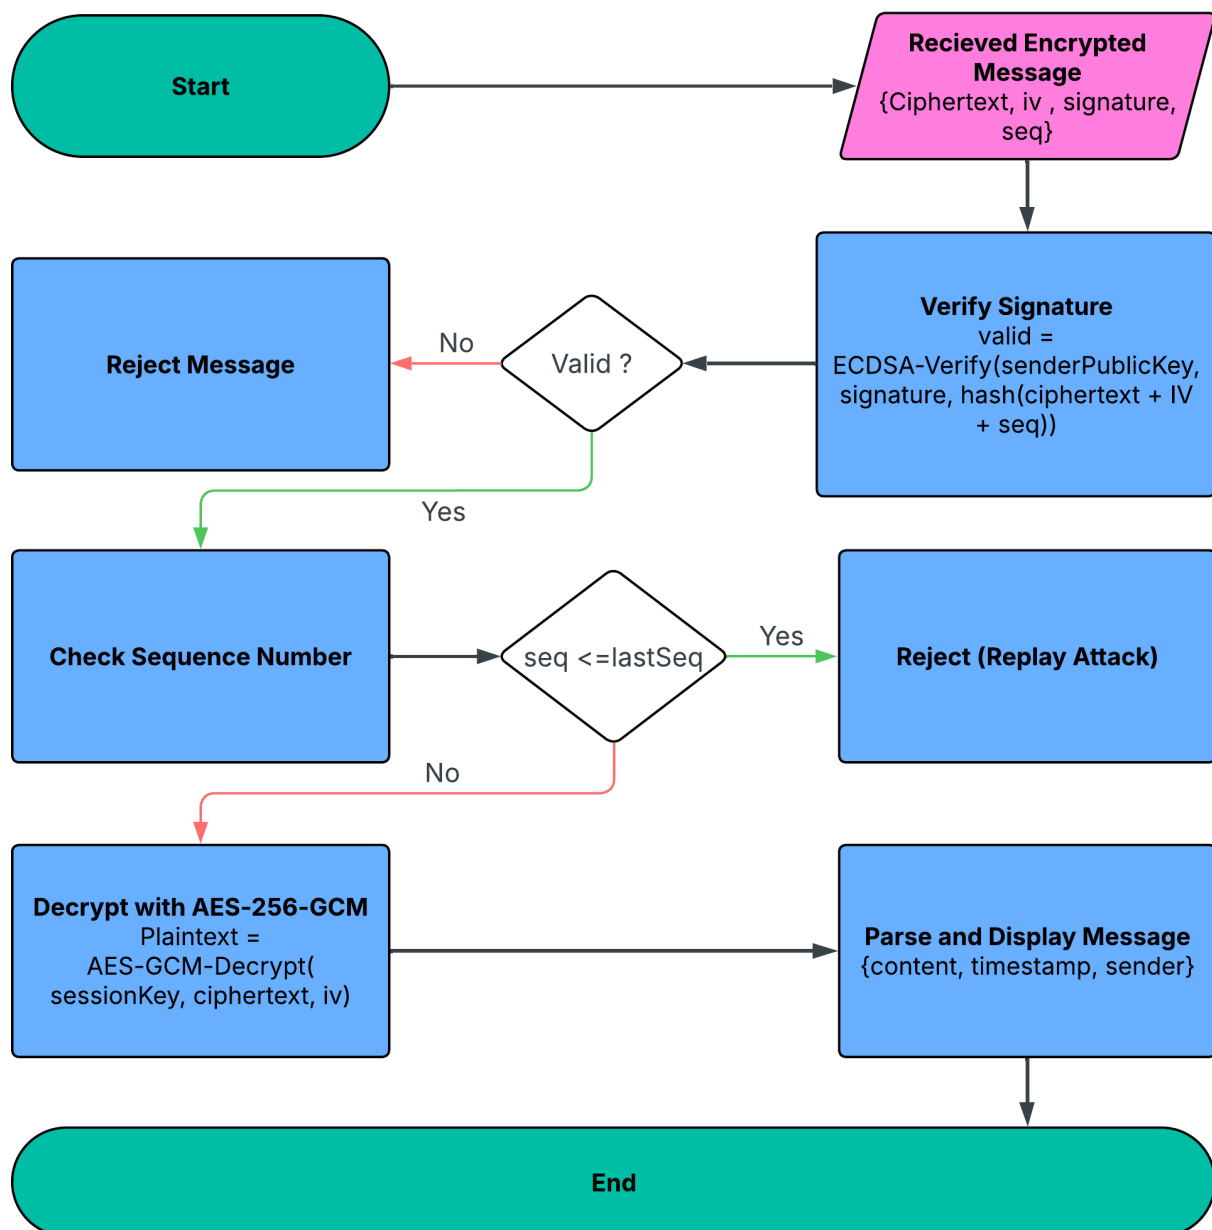 Start
Recieved Encrypted
Message
{Ciphertext, iv , signature,
seq}
Verify Signature
valid =
ECDSA-Verify(senderPublicKey,
signature, hash(ciphertext + IV
+ seq))
Valid ?
No
Reject Message
Yes
Check Sequence Number
seq <=lastSeq
Yes
Reject (Replay Attack)
No
Decrypt with AES-256-GCM
Plaintext =
AES-GCM-Decrypt(
sessionKey, ciphertext, iv)
Parse and Display Message
{content, timestamp, sender}
End